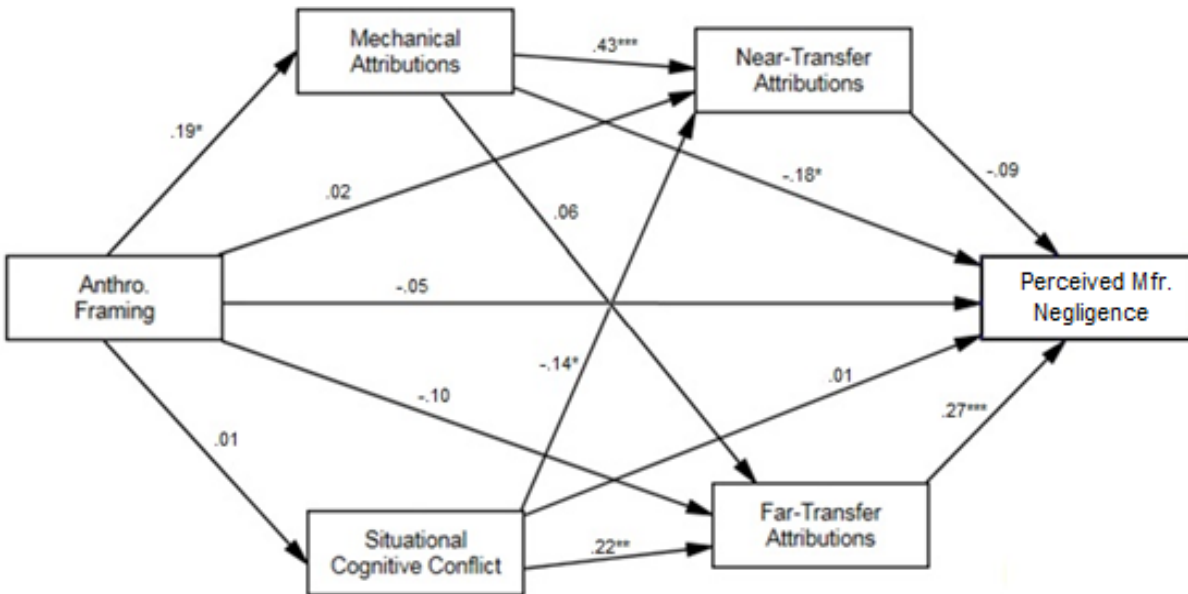 Mechanical
Attributions
.43***
Near-Transfer
Attributions
.19*
.02
-.18*
-.09
.06
Anthro.
Framing
-.05
Perceived Mfr.
Negligence
-.14*
.01
-.10
.27***
.01
Situational
Cognitive Conflict
.22**
Far-Transfer
Attributions